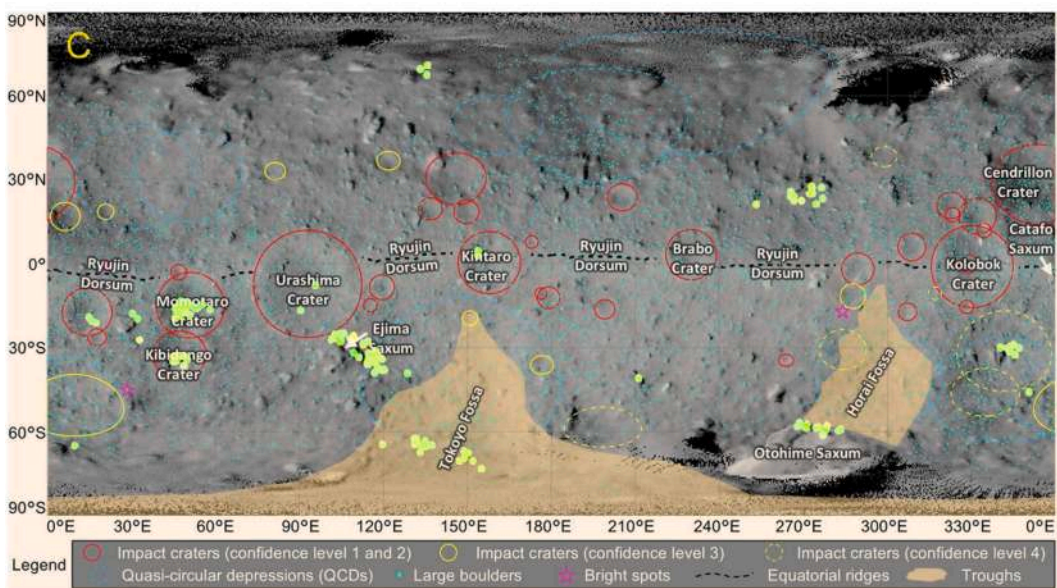 90°N
C
60°N
30°N
0°
30°S
60°S
90°S
Cendrillon
Crater
Catafo
Saxum
Ryujin
Dorsum
Kintaro
Crater
Ryujin
Dorsum
Brabo
Crater
Ryujin
Dorsum
Kolobok
Crater
Ryujin
Dorsum
Urashima
Crater
Momotaro
Crater
Ejima
Saxum
Kibidango
Crater
Tokoyo Fossa
Horai Fossa
Otohime Saxum
0°E 30°E 60°E 90°E 120°E 150°E 180°E 210°E 240°E 270°E 300°E 330°E 0°E
Legend
Impact craters (confidence level 1 and 2) Impact craters (confidence level 3) Impact craters (confidence level 4)
Quasi-circular depressions (QCDs) Large boulders Bright spots Equatorial ridges Troughs